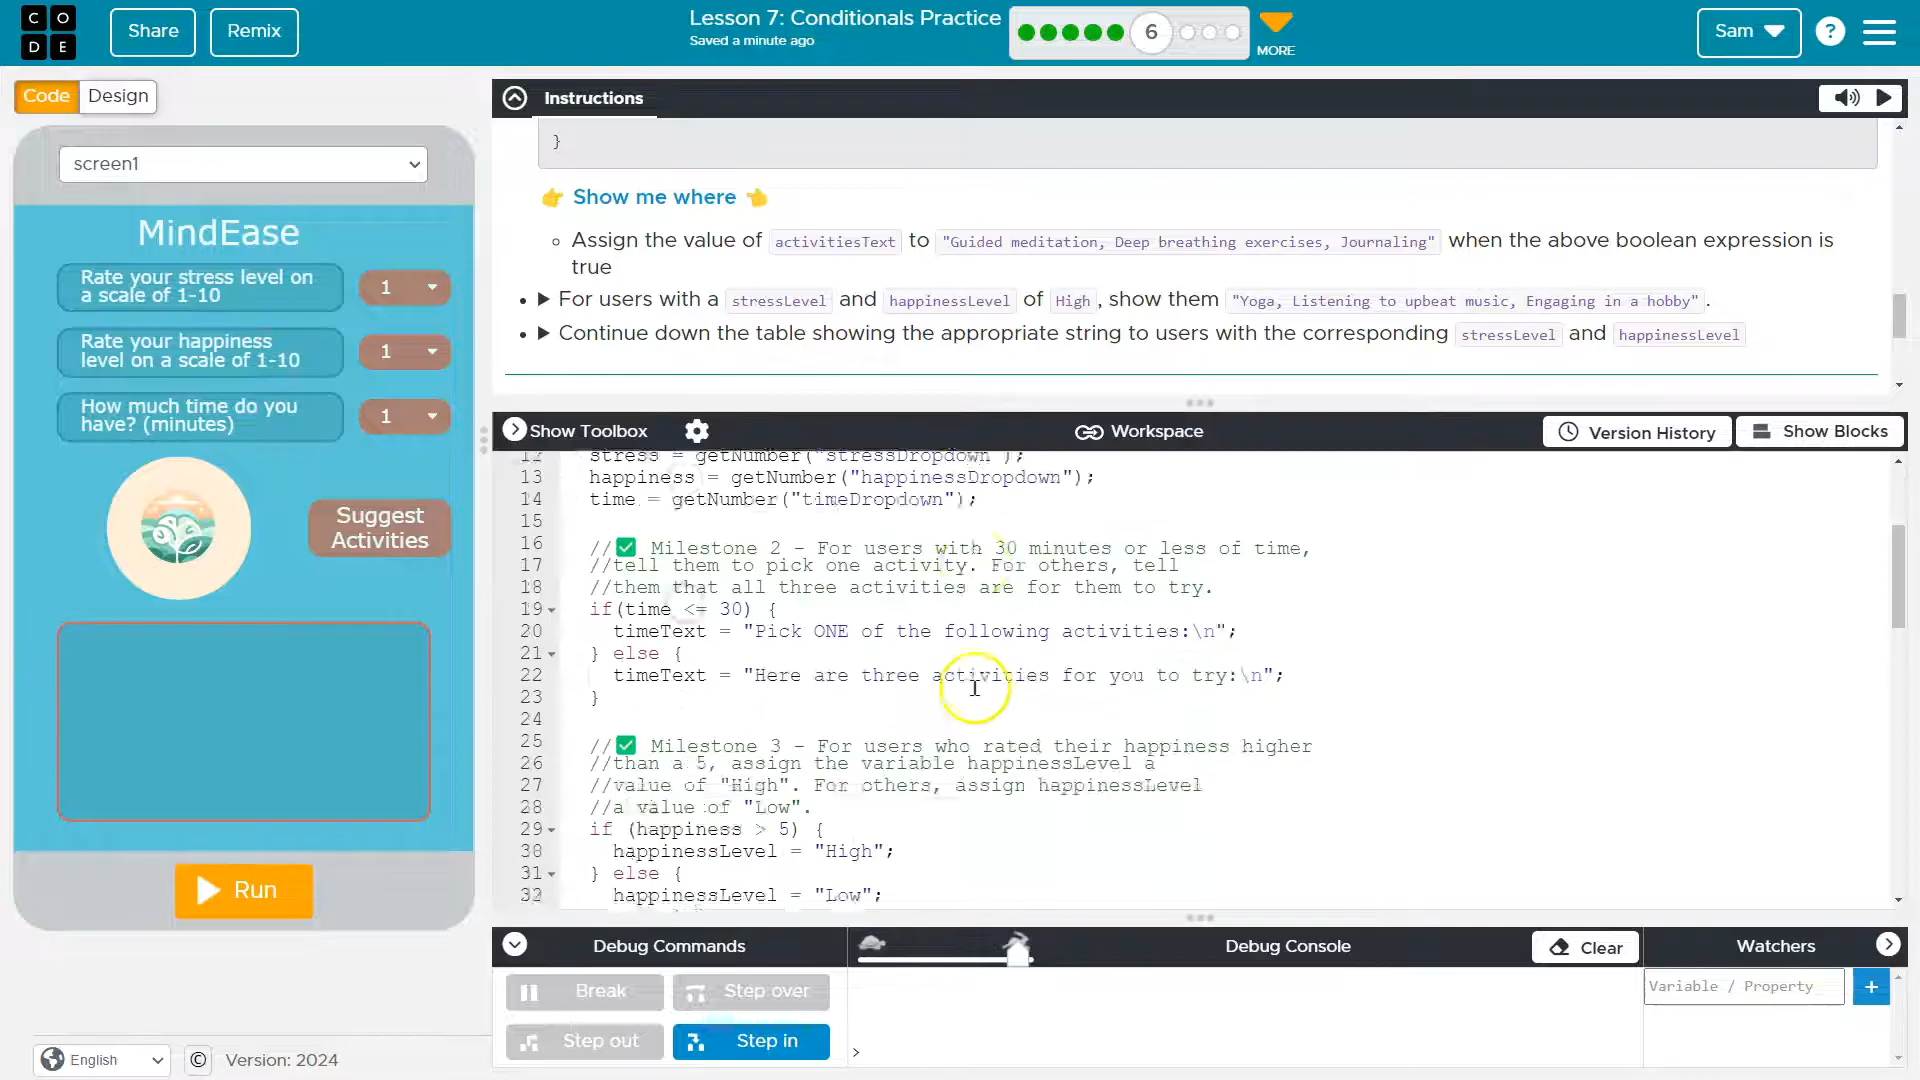 C O
D E
Share
Remix
Lesson 7: Conditionals Practice
Saved a minute ago
6
MORE
Sam
?
Code
Design
screen1
MindEase
Rate your stress level on
a scale of 1-10
1
Rate your happiness
level on a scale of 1-10
1
How much time do you
have? (minutes)
1
Suggest
Activities
Run
English
©
Version: 2024
Instructions
}
Show me where
Assign the value of activitiesText to "Guided meditation, Deep breathing exercises, Journaling" when the above boolean expression is
true
For users with a stressLevel and happinessLevel of High, show them "Yoga, Listening to upbeat music, Engaging in a hobby".
Continue down the table showing the appropriate string to users with the corresponding stressLevel and happinessLevel
Show Toolbox
Workspace
Version History
Show Blocks
12 stress = getNumber("stressDropdown");
13 happiness = getNumber("happinessDropdown");
14 time = getNumber("timeDropdown");
15
16 //✅ Milestone 2 - For users with 30 minutes or less of time,
17 //tell them to pick one activity. For others, tell
18 //them that all three activities are for them to try.
19 if(time <= 30) {
20 timeText = "Pick ONE of the following activities:\n";
21 } else {
22 timeText = "Here are three activities for you to try:\n";
23 }
24
25 //✅ Milestone 3 - For users who rated their happiness higher
26 //than a 5, assign the variable happinessLevel a
27 //value of "High". For others, assign happinessLevel
28 //a value of "Low".
29 if (happiness > 5) {
30 happinessLevel = "High";
31 } else {
32 happinessLevel = "Low";
Debug Commands
Debug Console
Clear
Watchers
Break
Step over
Step out
Step in
>
Variable / Property
+